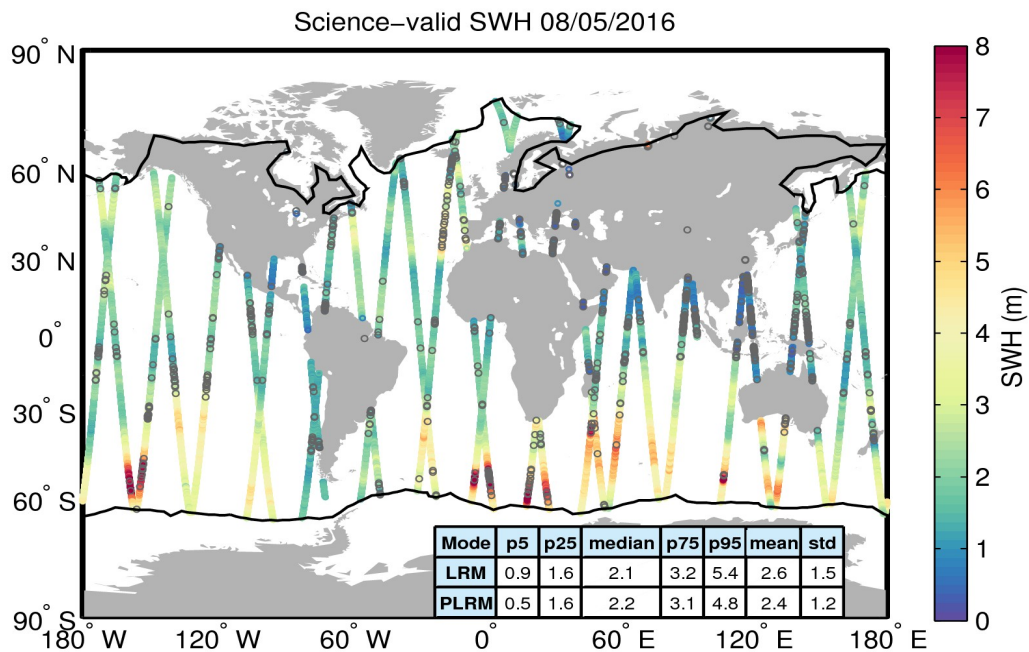 Science−valid SWH 08/05/2016
90° N
60° N
30° N
0°
30° S
60° S
90° S
180° W
120° W
60° W
0°
60° E
120° E
180° E
Mode p5 p25 median p75 p95 mean std
LRM 0.9 1.6 2.1 3.2 5.4 2.6 1.5
PLRM 0.5 1.6 2.2 3.1 4.8 2.4 1.2
8
7
6
5
4
3
2
1
0
SWH (m)